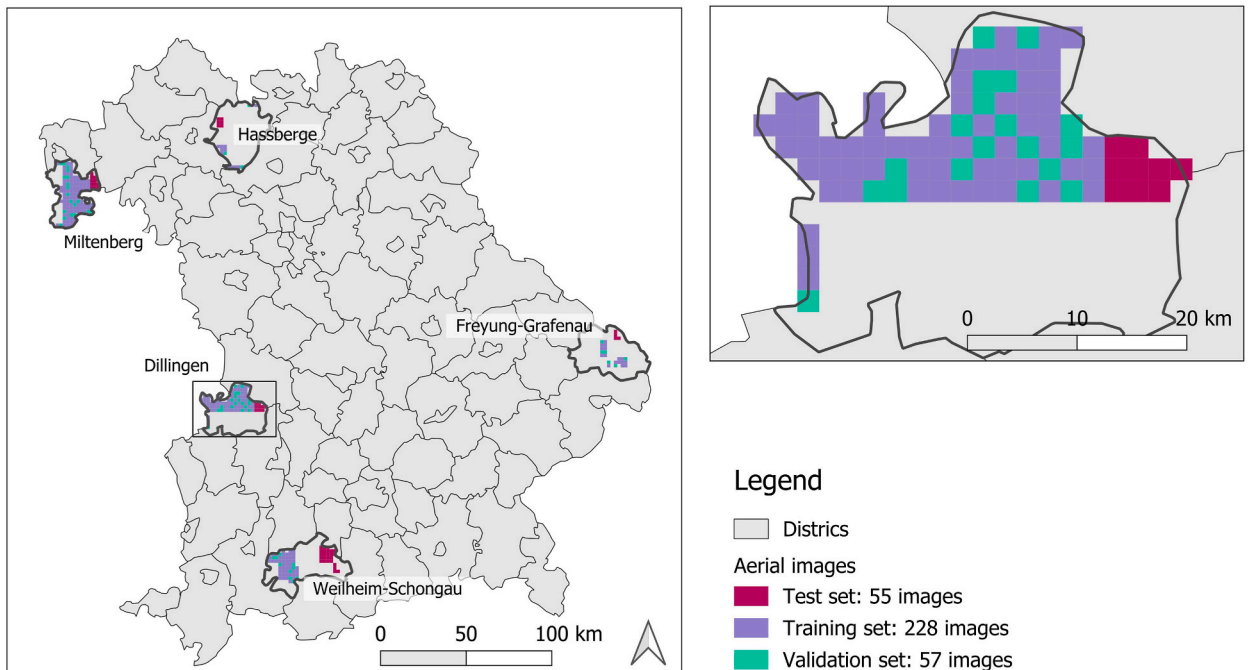 Hassberge
Miltenberg
Freyung-Grafenau
Dillingen
Weilheim-Schongau
0 50 100 km
0 10 20 km
Legend
Districs
Aerial images
Test set: 55 images
Training set: 228 images
Validation set: 57 images